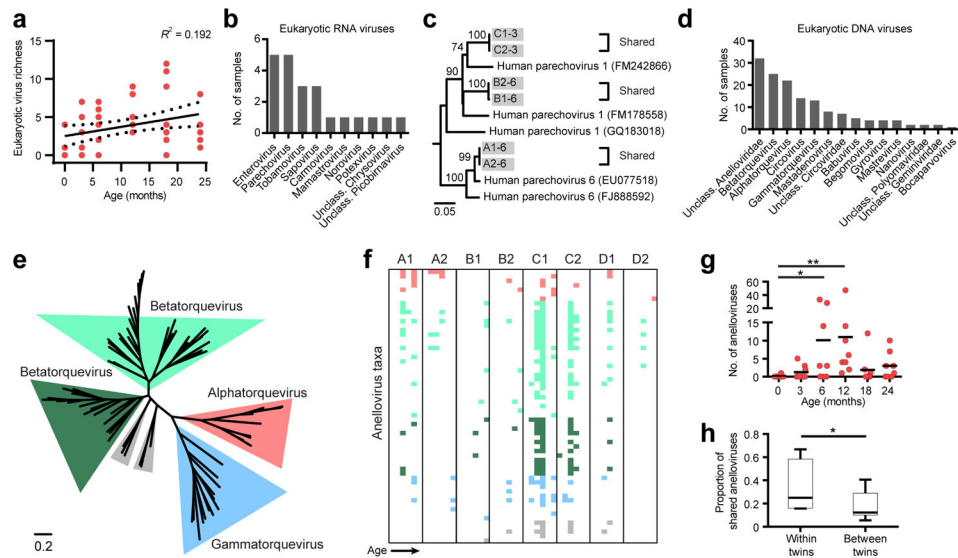 a
R² = 0.192
Eukaryotic virus richness
15
10
5
0
0 5 10 15 20 25
Age (months)
b
Eukaryotic RNA viruses
No. of samples
6
4
2
0
Enterovirus
Parechovirus
Tobamovirus
Sapovirus
Carmovirus
Mamastrovirus
Norovirus
Potexvirus
Unclass. Chrysovirus
Unclass. Picobirnavirus
c
100
C1-3
C2-3
Shared
74
Human parechovirus 1 (FM242866)
90
100
B2-6
B1-6
Shared
Human parechovirus 1 (FM178558)
Human parechovirus 1 (GQ183018)
99
A1-6
A2-6
Shared
100
Human parechovirus 6 (EU077518)
Human parechovirus 6 (FJ888592)
0.05
d
Eukaryotic DNA viruses
No. of samples
40
30
20
10
0
Unclass. Anelloviridae
Betatorquevirus
Alphatorquevirus
Circovirus
Gammatorquevirus
Mastadenovirus
Unclass. Circoviridae
Babuvirus
Begomovirus
Gyrovirus
Mastrevirus
Nanovirus
Unclass. Polyomaviridae
Unclass. Geminiviridae
Bocaparvovirus
e
Betatorquevirus
Betatorquevirus
Alphatorquevirus
Gammatorquevirus
0.2
f
A1 A2 B1 B2 C1 C2 D1 D2
Anellovirus taxa
Age
g
**
*
No. of anelloviruses
60
40
20
15
10
5
0
0 3 6 12 18 24
Age (months)
h
*
Proportion of
shared anelloviruses
0.8
0.6
0.4
0.2
0
Within
twins
Between
twins